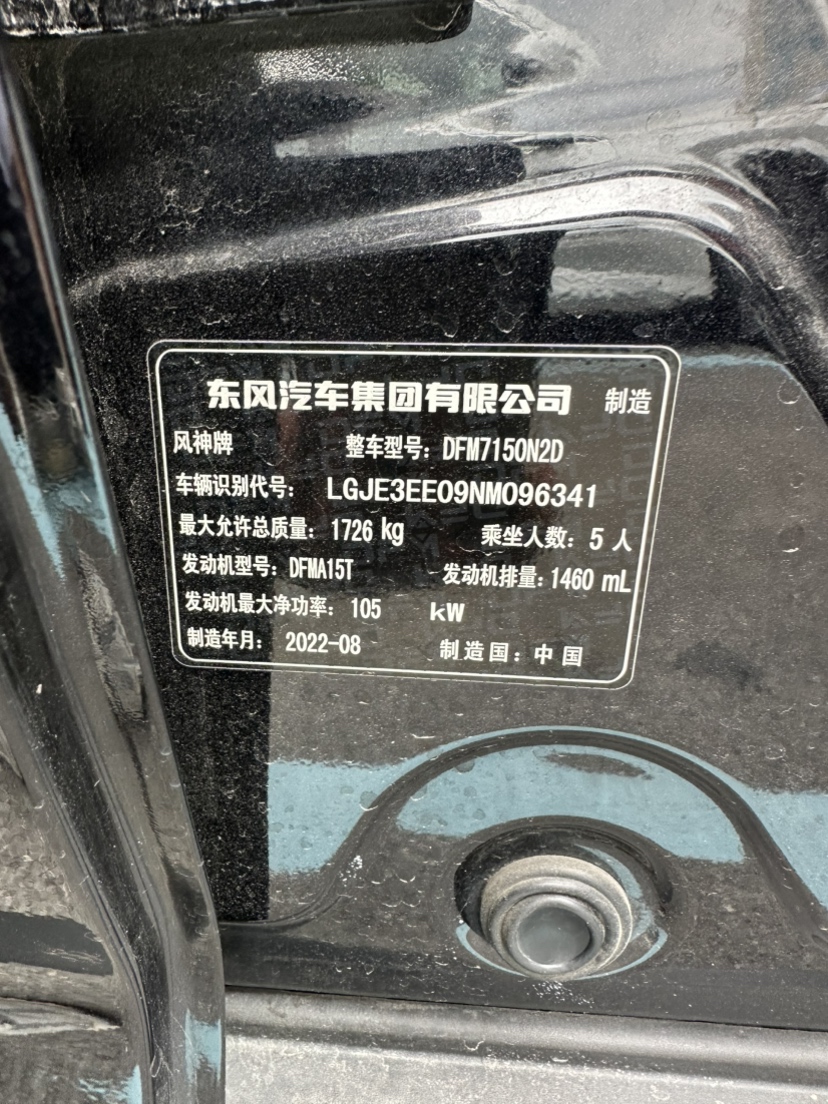 东风汽车集团有限公司 制造
风神牌 整车型号: DFM7150N2D
车辆识别代号: LGJE3EE09NM096341
最大允许总质量: 1726 kg 乘坐人数: 5 人
发动机型号: DFMA15T 发动机排量: 1460 mL
发动机最大净功率: 105 kW
制造年月: 2022-08 制造国: 中国